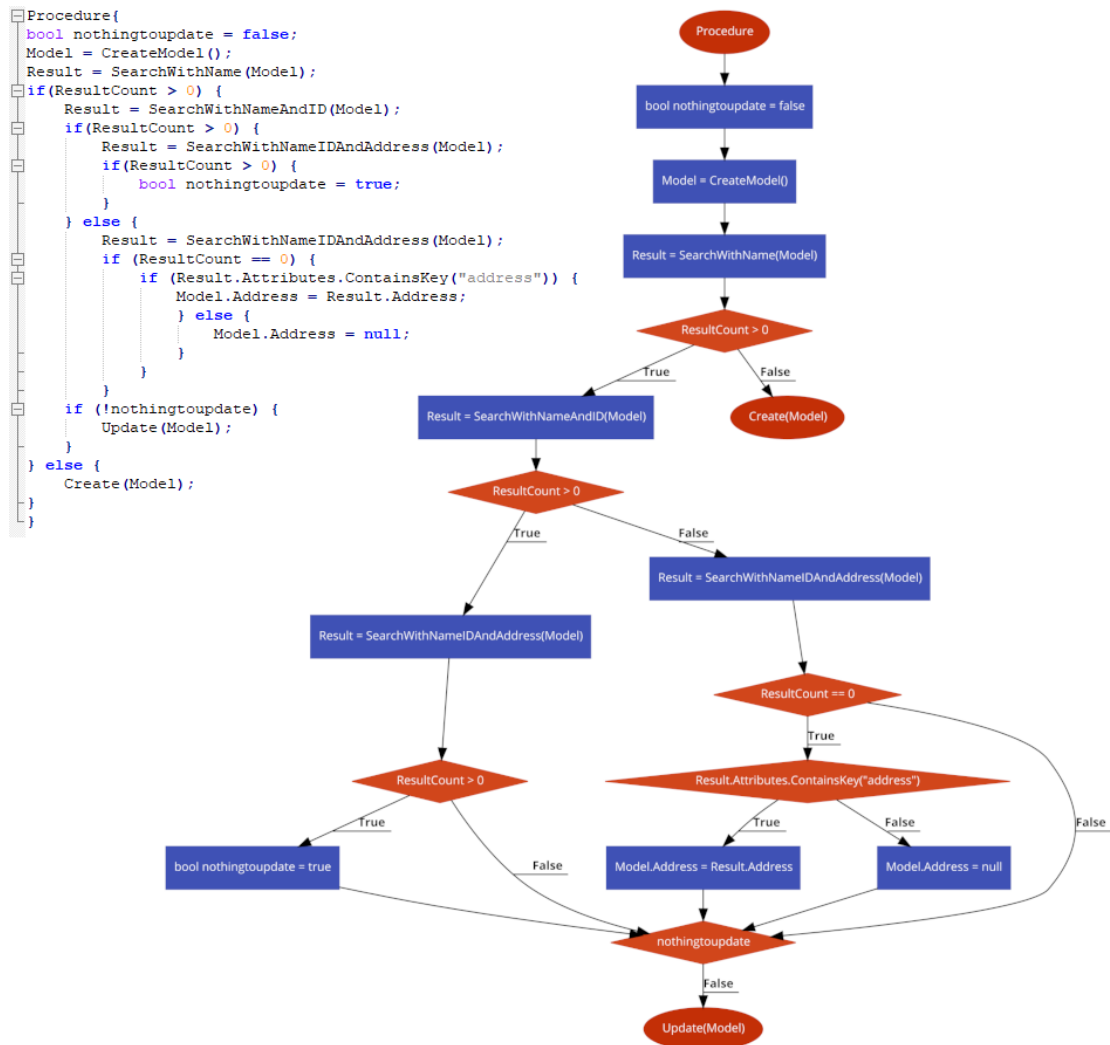 Procedure{
bool nothingtoupdate = false;
Model = CreateModel();
Result = SearchWithName(Model);
if(ResultCount > 0) {
Result = SearchWithNameAndID(Model);
if(ResultCount > 0) {
Result = SearchWithNameIDAndAddress(Model);
if(ResultCount > 0) {
bool nothingtoupdate = true;
}
} else {
Result = SearchWithNameIDAndAddress(Model);
if (ResultCount == 0) {
if (Result.Attributes.ContainsKey("address")) {
Model.Address = Result.Address;
} else {
Model.Address = null;
}
}
}
if (!nothingtoupdate) {
Update(Model);
}
} else {
Create(Model);
}
}
Procedure
bool nothingtoupdate = false
Model = CreateModel()
Result = SearchWithName(Model)
ResultCount > 0
True
False
Result = SearchWithNameAndID(Model)
Create(Model)
ResultCount > 0
True
False
Result = SearchWithNameIDAndAddress(Model)
Result = SearchWithNameIDAndAddress(Model)
ResultCount == 0
True
ResultCount > 0
Result.Attributes.ContainsKey("address")
True
True
False
False
bool nothingtoupdate = true
False
Model.Address = Result.Address
Model.Address = null
nothingtoupdate
False
Update(Model)